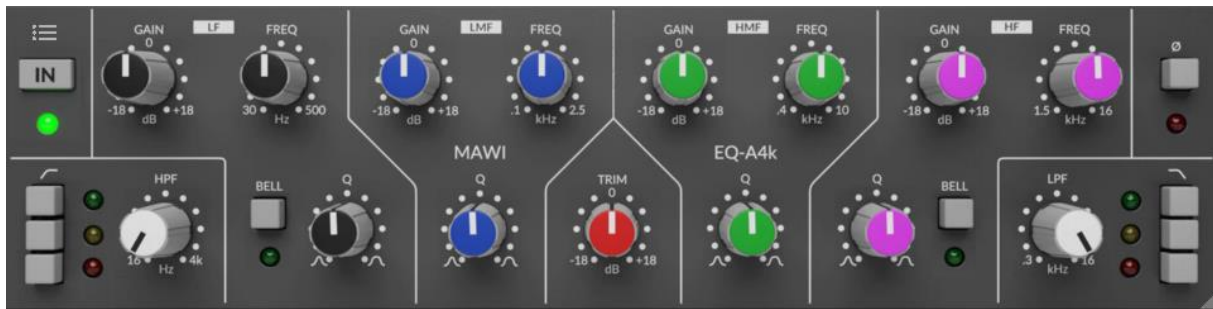 LF
GAIN
FREQ
0
-18
+18
dB
30
500
Hz
LMF
GAIN
FREQ
0
-18
+18
dB
.1
2.5
kHz
HMF
GAIN
FREQ
0
-18
+18
dB
.4
10
kHz
HF
GAIN
FREQ
0
-18
+18
dB
1.5
16
kHz
Ø
IN
MAWI
EQ-A4k
HPF
16
4k
Hz
BELL
Q
Q
TRIM
0
-18
+18
dB
Q
Q
BELL
LPF
.3
16
kHz